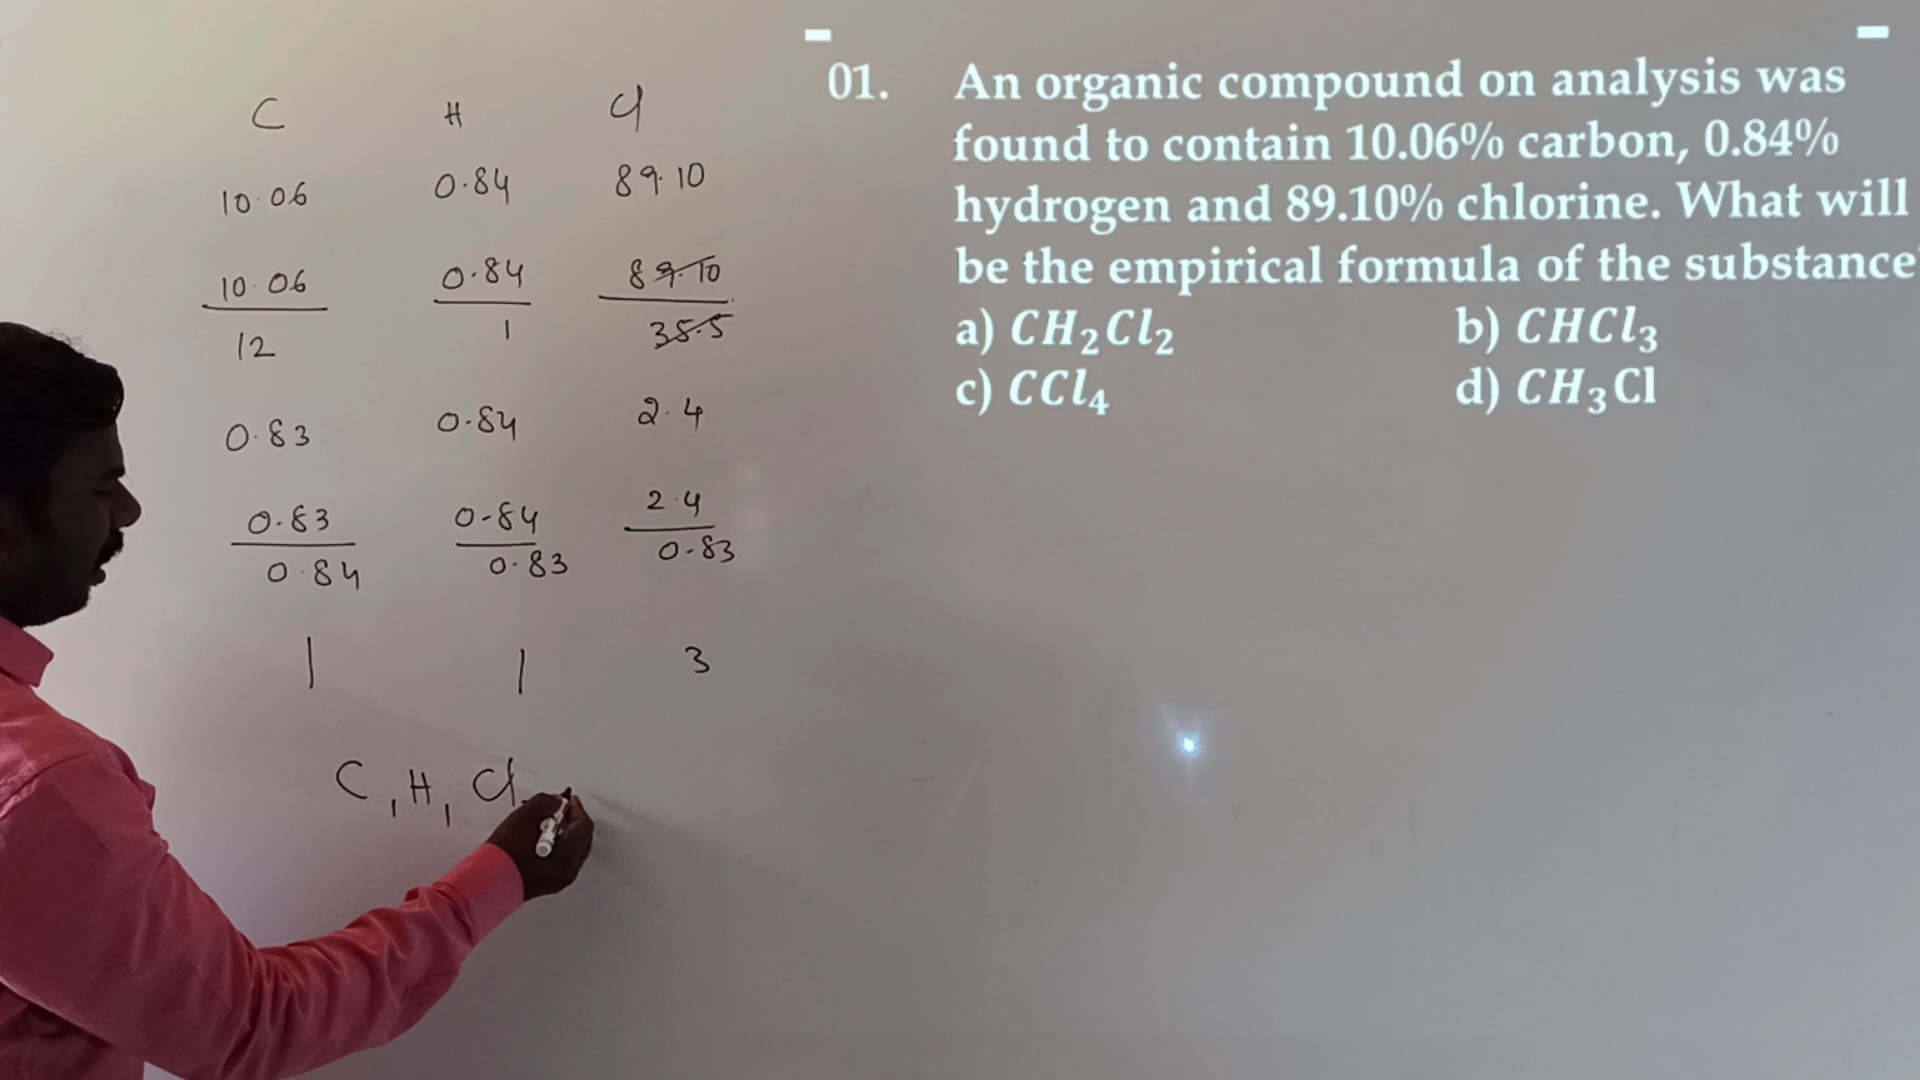 C H Cl
10.06 0.84 89.10
10.06 0.84 89.10
12 1 35.5
0.83 0.84 2.4
0.83 0.84 2.4
0.84 0.83 0.83
1 1 3
C1H1Cl
01. An organic compound on analysis was
found to contain 10.06% carbon, 0.84%
hydrogen and 89.10% chlorine. What will
be the empirical formula of the substance
a) CH₂Cl₂ b) CHCl₃
c) CCl₄ d) CH₃Cl